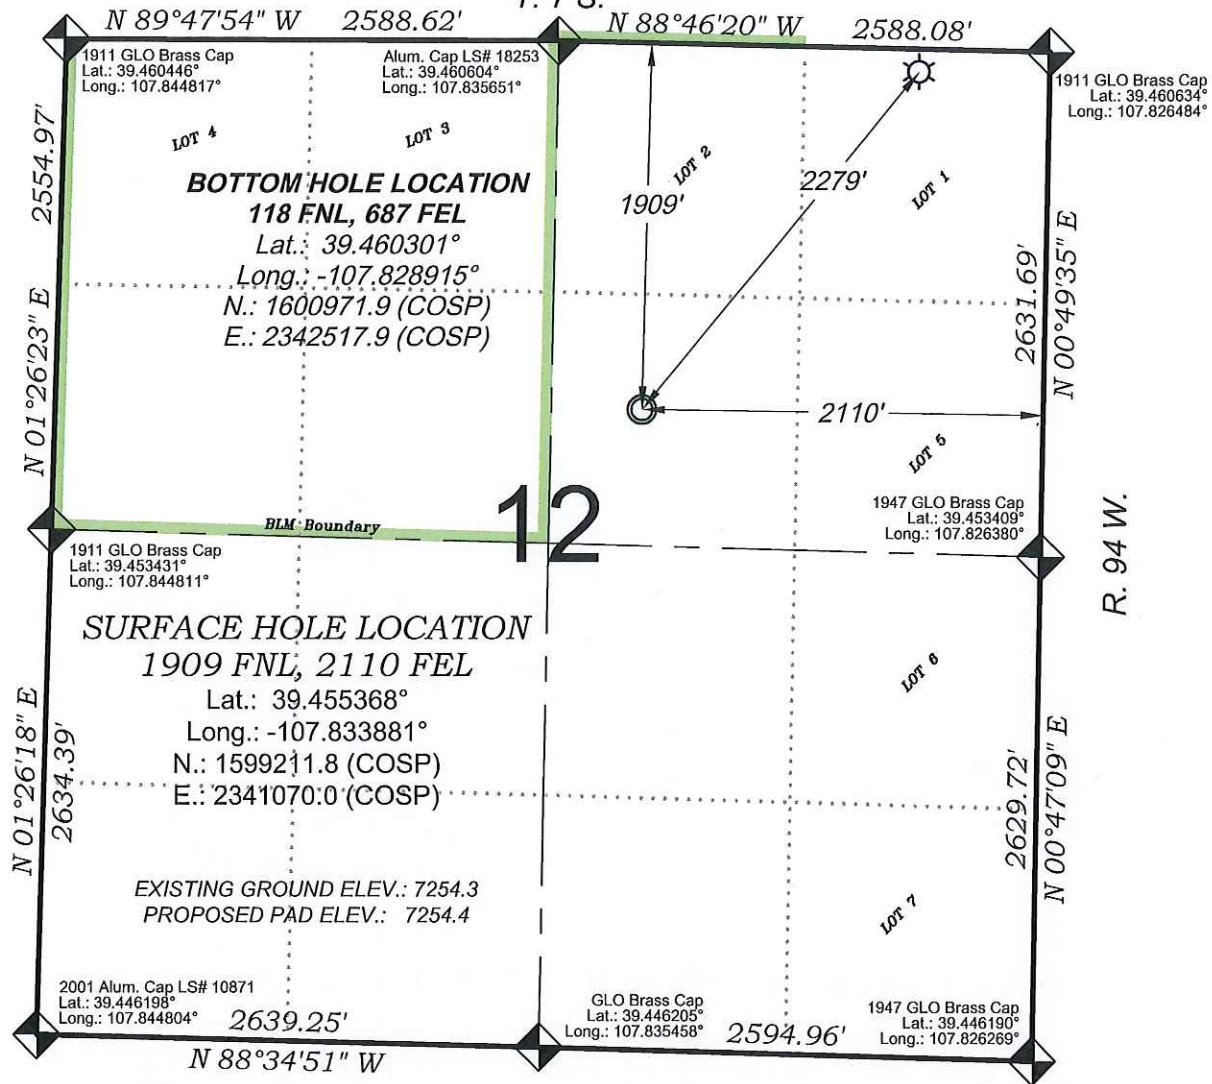 T. 7 S.
N 89°47'54" W 2588.62'
N 88°46'20" W 2588.08'
1911 GLO Brass Cap
Lat.: 39.460446°
Long.: 107.844817°
Alum. Cap LS# 18253
Lat.: 39.460604°
Long.: 107.835651°
1911 GLO Brass Cap
Lat.: 39.460634°
Long.: 107.826484°
LOT 4
LOT 3
LOT 2
LOT 1
2554.97'
N 01°26'23" E
BOTTOM HOLE LOCATION
118 FNL, 687 FEL
Lat.: 39.460301°
Long.: -107.828915°
N.: 1600971.9 (COSP)
E.: 2342517.9 (COSP)
1909'
2279'
2631.69'
N 00°49'35" E
2110'
LOT 5
12
BLM Boundary
1947 GLO Brass Cap
Lat.: 39.453409°
Long.: 107.826380°
R. 94 W.
1911 GLO Brass Cap
Lat.: 39.453431°
Long.: 107.844811°
SURFACE HOLE LOCATION
1909 FNL, 2110 FEL
Lat.: 39.455368°
Long.: -107.833881°
N.: 1599211.8 (COSP)
E.: 2341070.0 (COSP)
LOT 6
N 01°26'18" E
2634.39'
2629.72'
N 00°47'09" E
EXISTING GROUND ELEV.: 7254.3
PROPOSED PAD ELEV.: 7254.4
LOT 7
2001 Alum. Cap LS# 10871
Lat.: 39.446198°
Long.: 107.844804°
GLO Brass Cap
Lat.: 39.446205°
Long.: 107.835458°
1947 GLO Brass Cap
Lat.: 39.446190°
Long.: 107.826269°
2639.25'
2594.96'
N 88°34'51" W